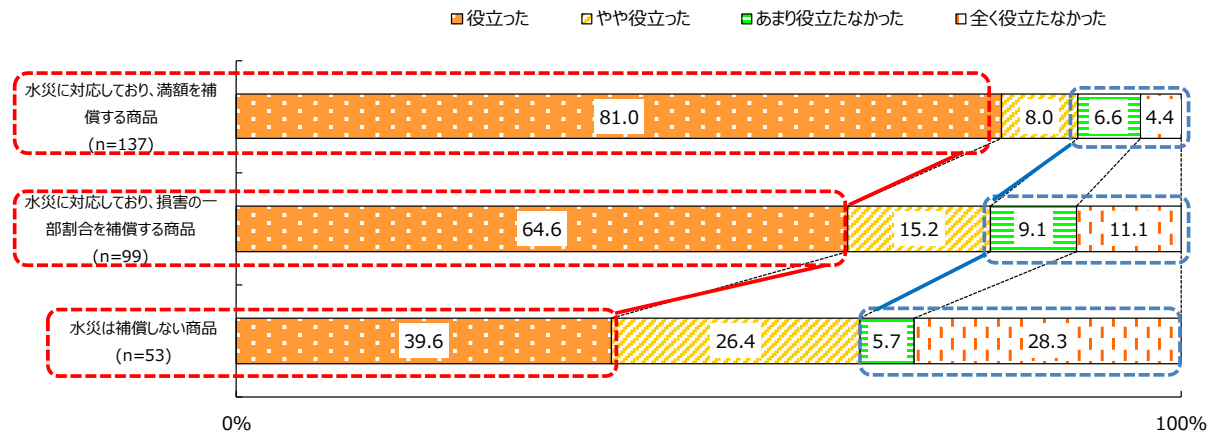 役立った やや役立った あまり役立たなかった 全く役立たなかった
水災に対応しており、満額を補
償する商品
(n=137)
81.0 8.0 6.6 4.4
水災に対応しており、損害の一
部割合を補償する商品
(n=99)
64.6 15.2 9.1 11.1
水災は補償しない商品
(n=53)
39.6 26.4 5.7 28.3
0% 100%